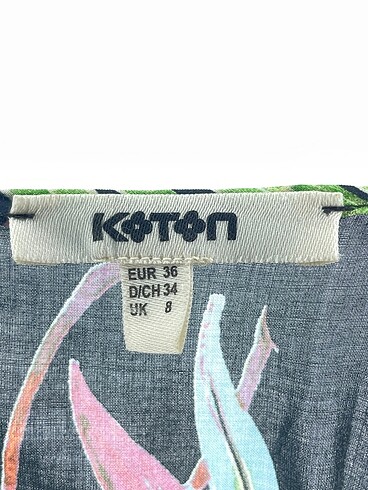 KOTON
EUR 36
D/CH 34
UK 8